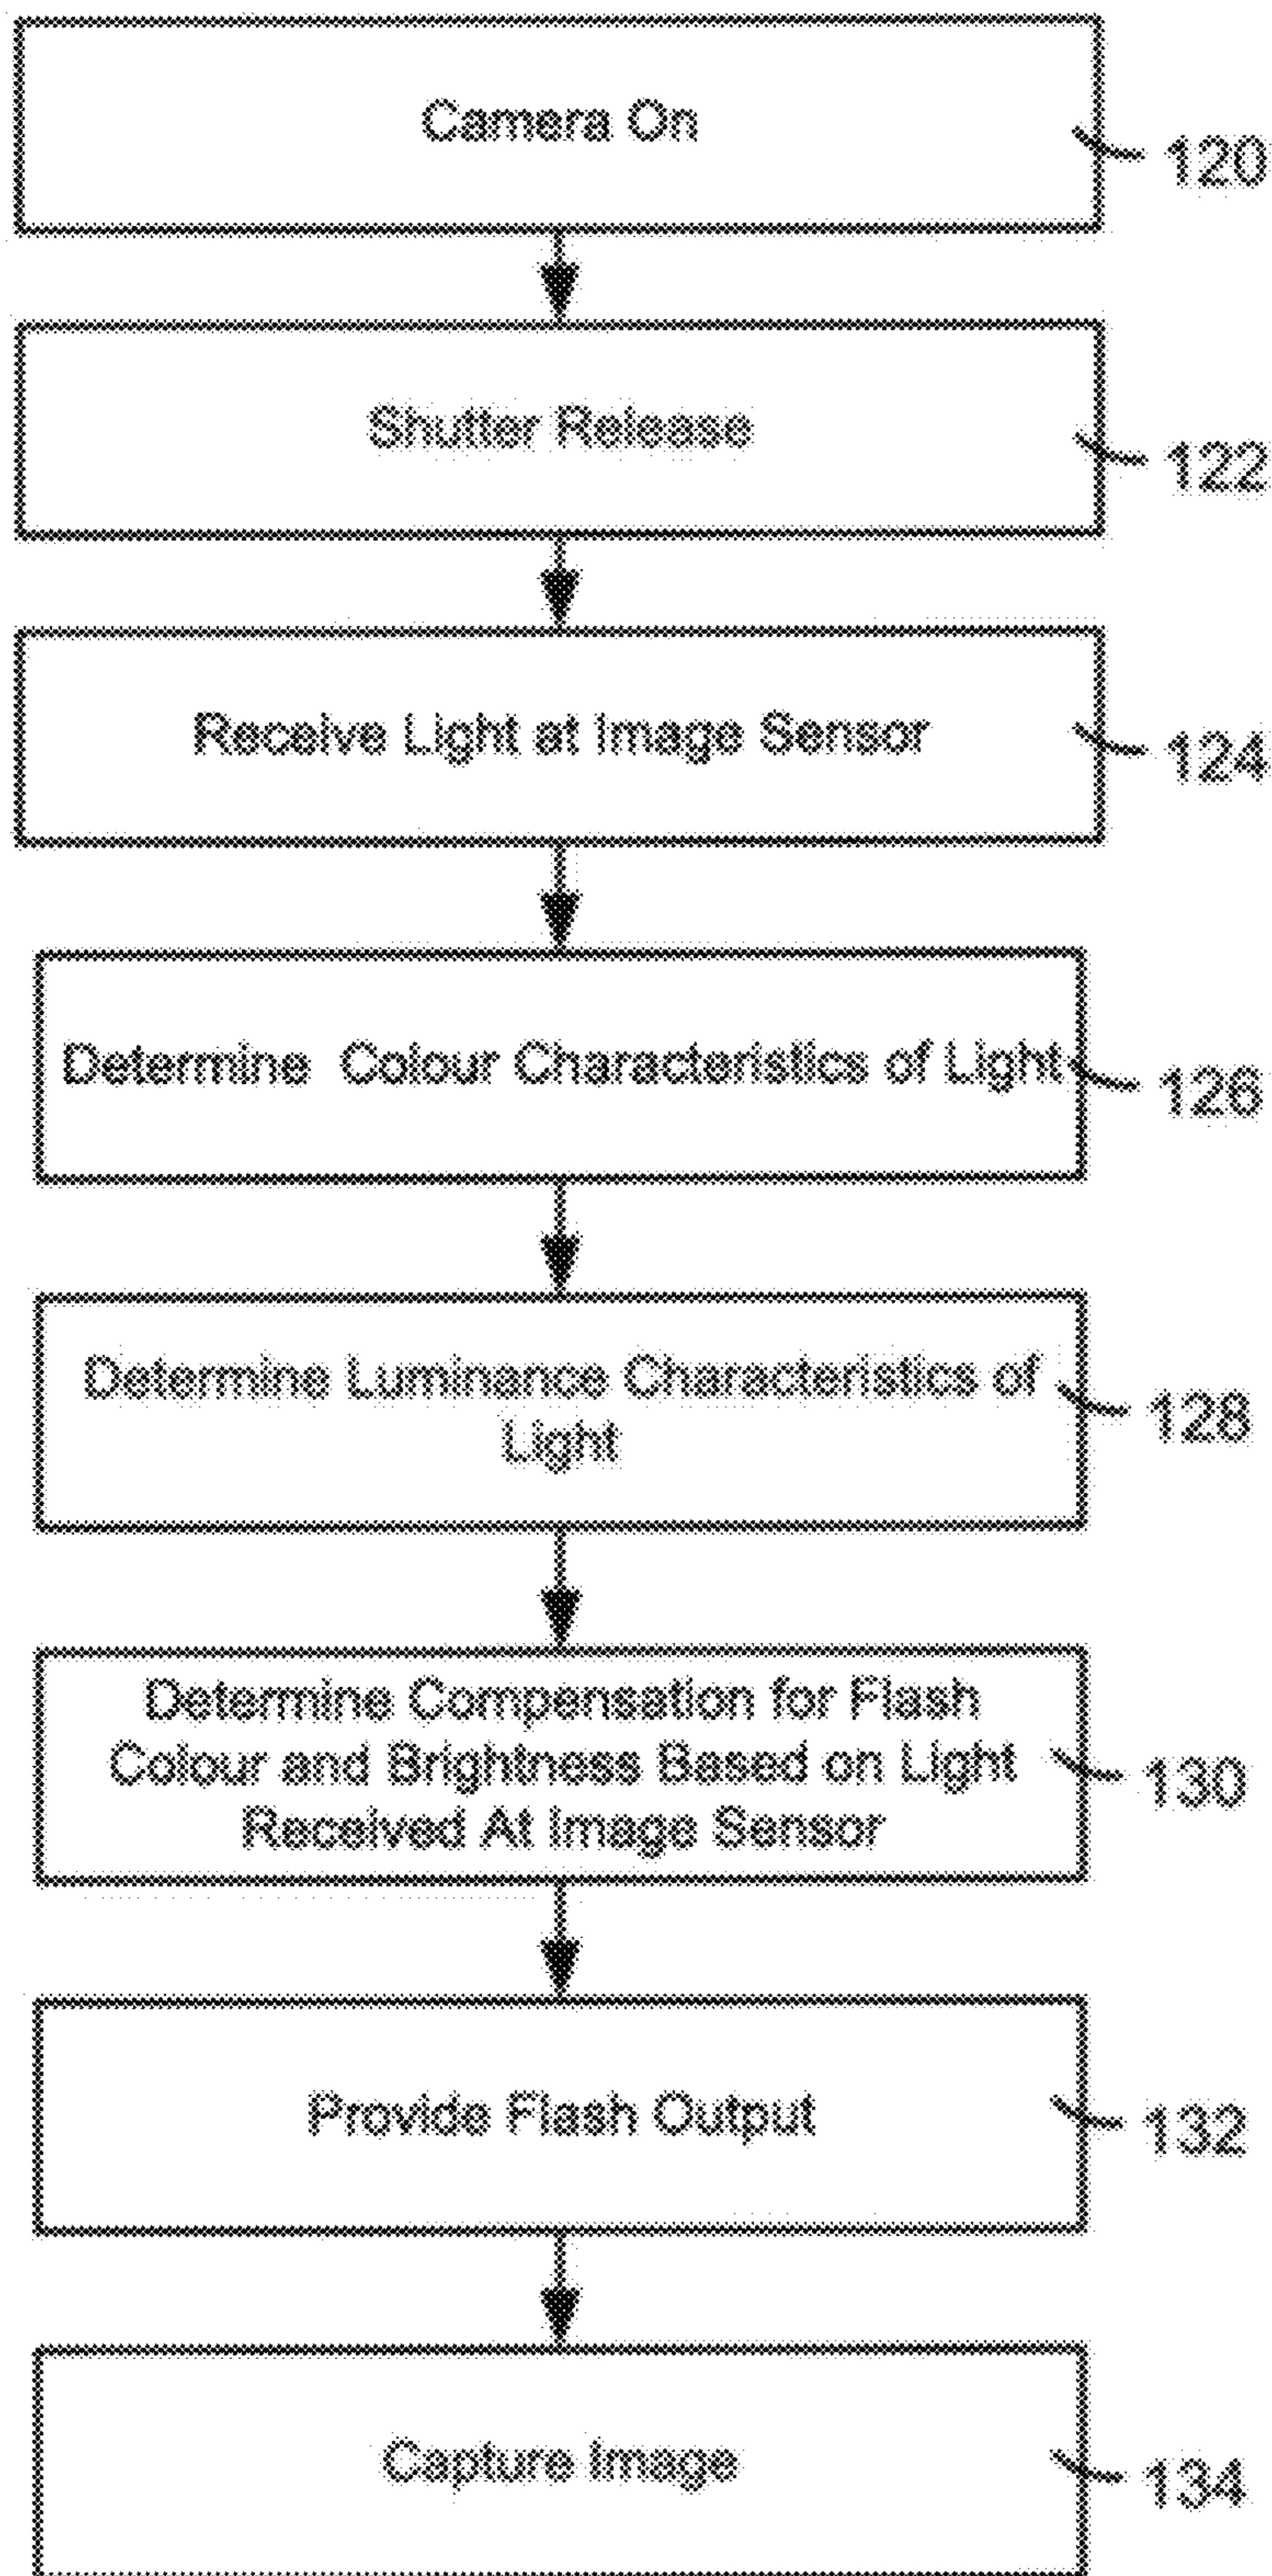 Camera On
120
Shutter Release
122
Receive Light at Image Sensor
124
Determine Colour Characteristics of Light
126
Determine Luminance Characteristics of
Light
128
Determine Compensation for Flash
Colour and Brightness Based on Light
Received At Image Sensor
130
Provide Flash Output
132
Capture Image
134